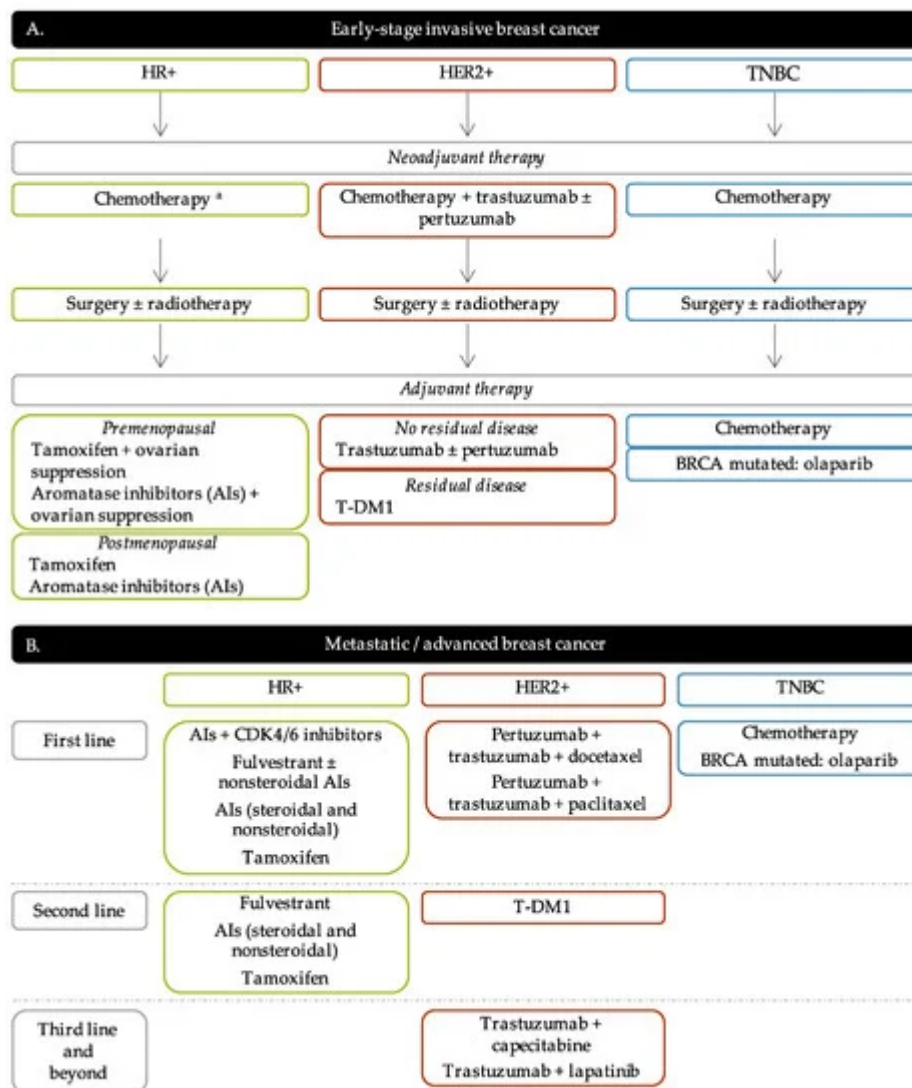 A. Early-stage invasive breast cancer
HR+ HER2+ TNBC
Neoadjuvant therapy
Chemotherapy a
Chemotherapy + trastuzumab ±
pertuzumab
Chemotherapy
Surgery ± radiotherapy Surgery ± radiotherapy Surgery ± radiotherapy
Adjuvant therapy
Premenopausal
Tamoxifen + ovarian
suppression
Aromatase inhibitors (AIs) +
ovarian suppression
Postmenopausal
Tamoxifen
Aromatase inhibitors (AIs)
No residual disease
Trastuzumab ± pertuzumab
Residual disease
T-DM1
Chemotherapy
BRCA mutated: olaparib
B. Metastatic / advanced breast cancer
HR+ HER2+ TNBC
First line
AIs + CDK4/6 inhibitors
Fulvestrant ±
nonsteroidal AIs
AIs (steroidal and
nonsteroidal)
Tamoxifen
Pertuzumab +
trastuzumab + docetaxel
Pertuzumab +
trastuzumab + paclitaxel
Chemotherapy
BRCA mutated: olaparib
Second line
Fulvestrant
AIs (steroidal and
nonsteroidal)
Tamoxifen
T-DM1
Third line
and
beyond
Trastuzumab +
capecitabine
Trastuzumab + lapatinib